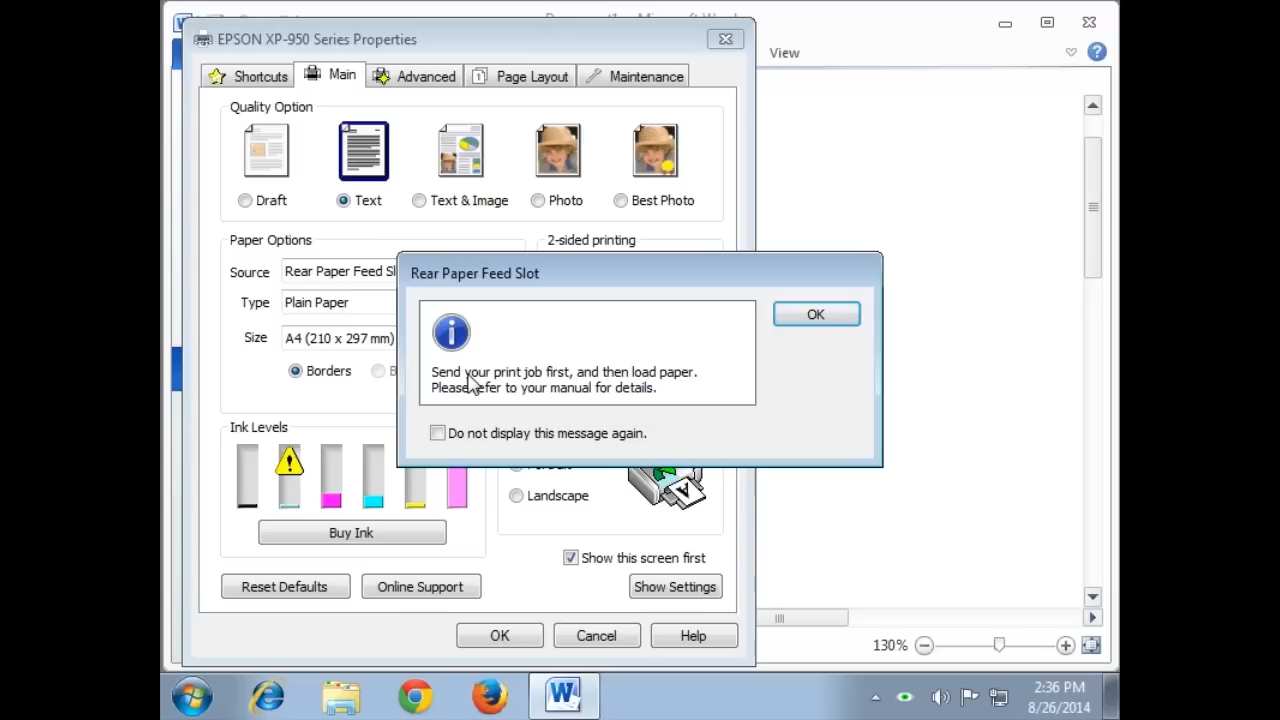 EPSON XP-950 Series Properties
View
Shortcuts
Main
Advanced
Page Layout
Maintenance
Quality Option
Draft
Text
Text & Image
Photo
Best Photo
Paper Options
2-sided printing
Source
Rear Paper Feed
Type
Plain Paper
Size
A4 (210 x 297 mm)
Borders
Rear Paper Feed Slot
OK
Send your print job first, and then load paper.
Please refer to your manual for details.
Do not display this message again.
Ink Levels
Landscape
Buy Ink
Show this screen first
Reset Defaults
Online Support
Show Settings
OK
Cancel
Help
130%
2:36 PM
8/26/2014